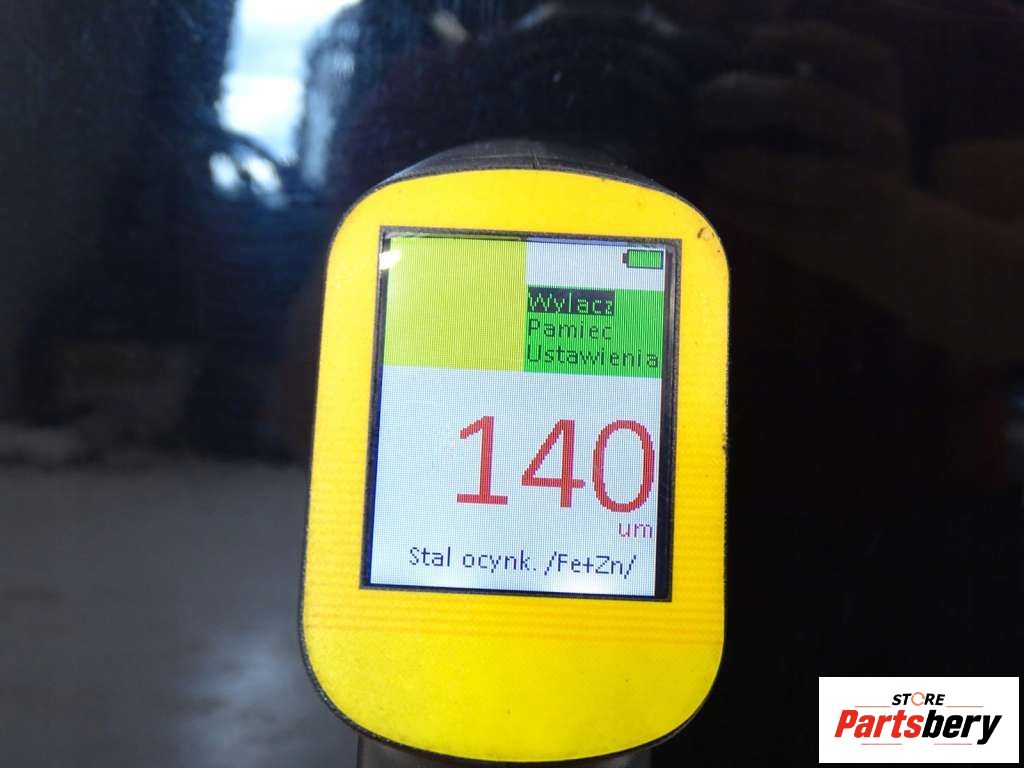 Wylacz
Pamiec
Ustawienia
140
um
Stal ocynk. /Fe+Zn/
STORE
Partsbery